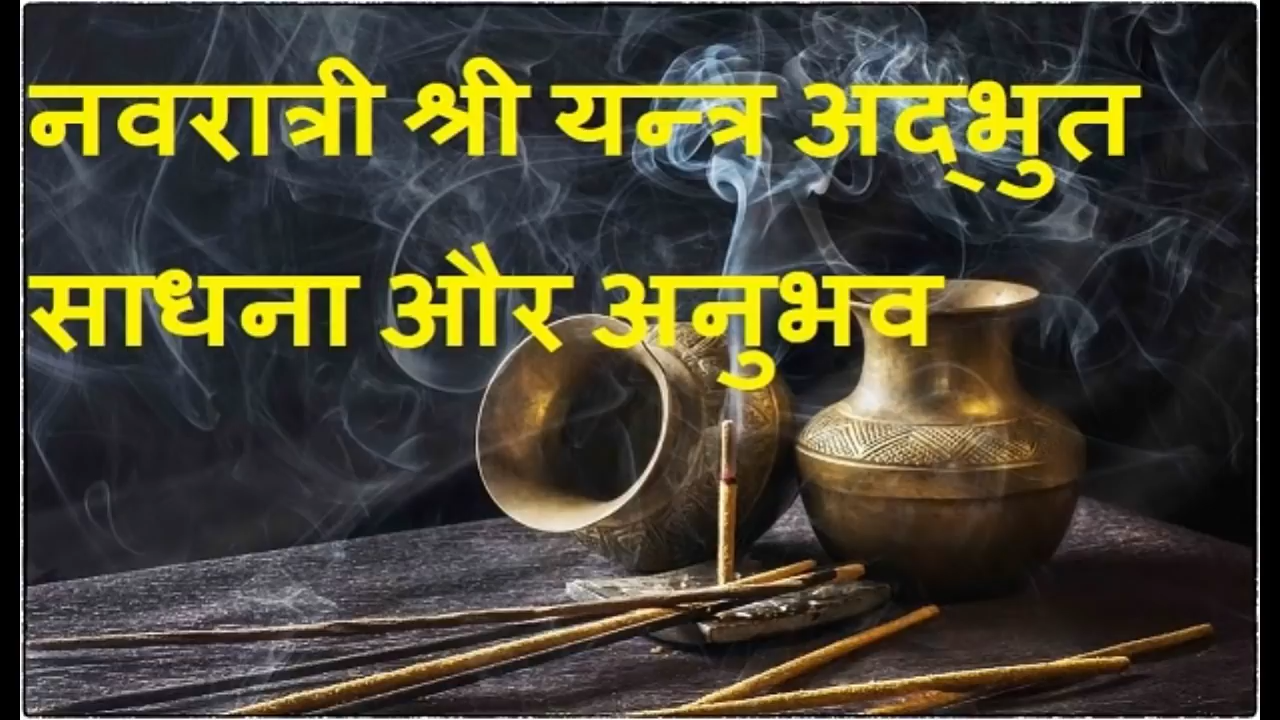 नवरात्री श्री यन्त्र अद्‌भुत
साधना और अनुभव